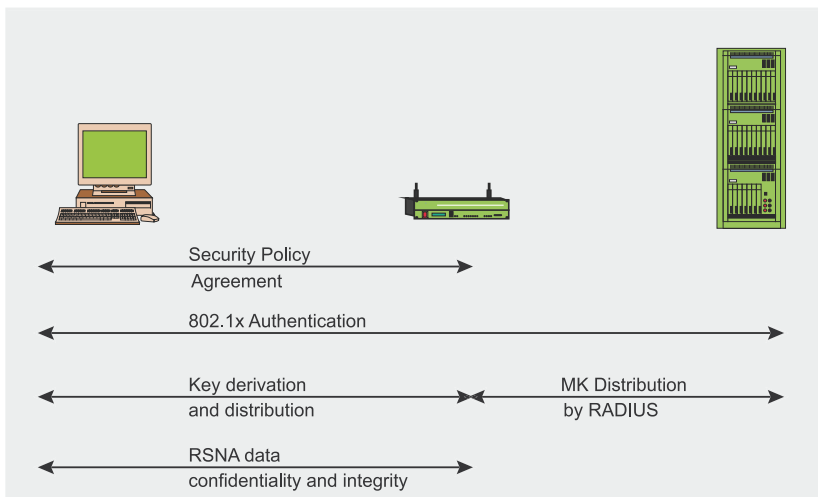 Security Policy
Agreement
802.1x Authentication
Key derivation
and distribution
MK Distribution
by RADIUS
RSNA data
confidentiality and integrity